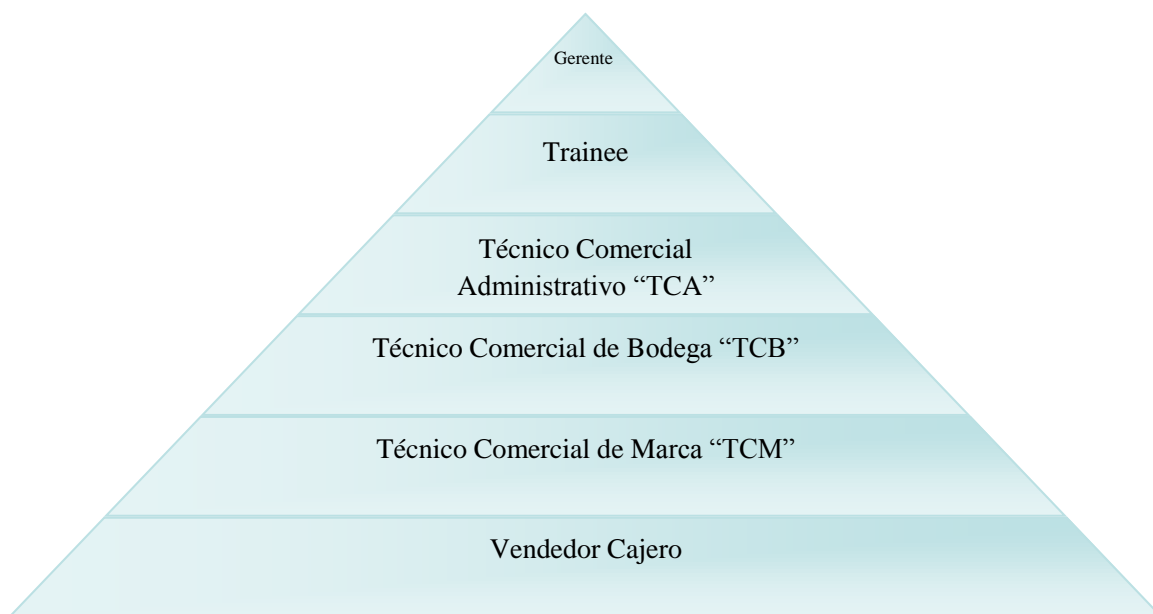 Gerente
Trainee
Técnico Comercial
Administrativo “TCA”
Técnico Comercial de Bodega “TCB”
Técnico Comercial de Marca “TCM”
Vendedor Cajero